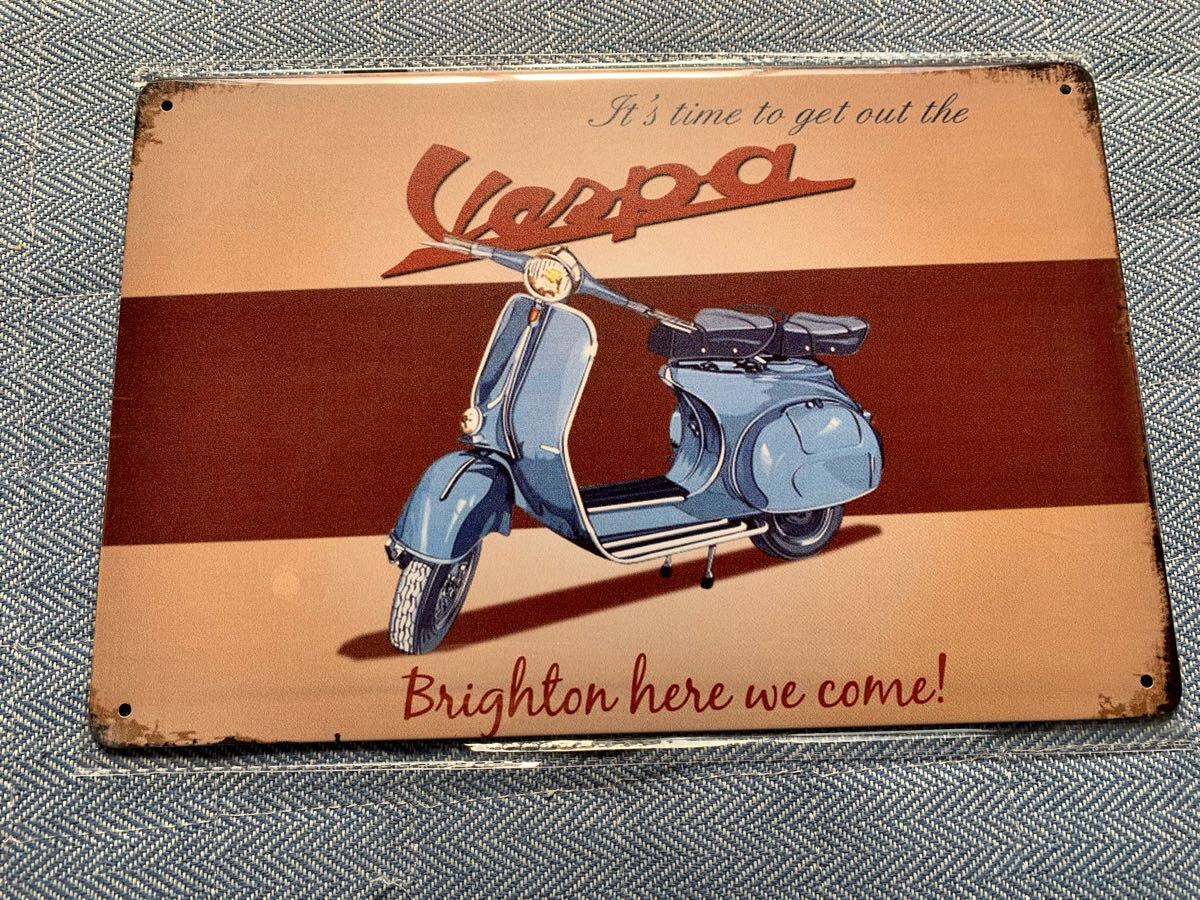 It's time to get out the
Vespa
Brighton here we come!